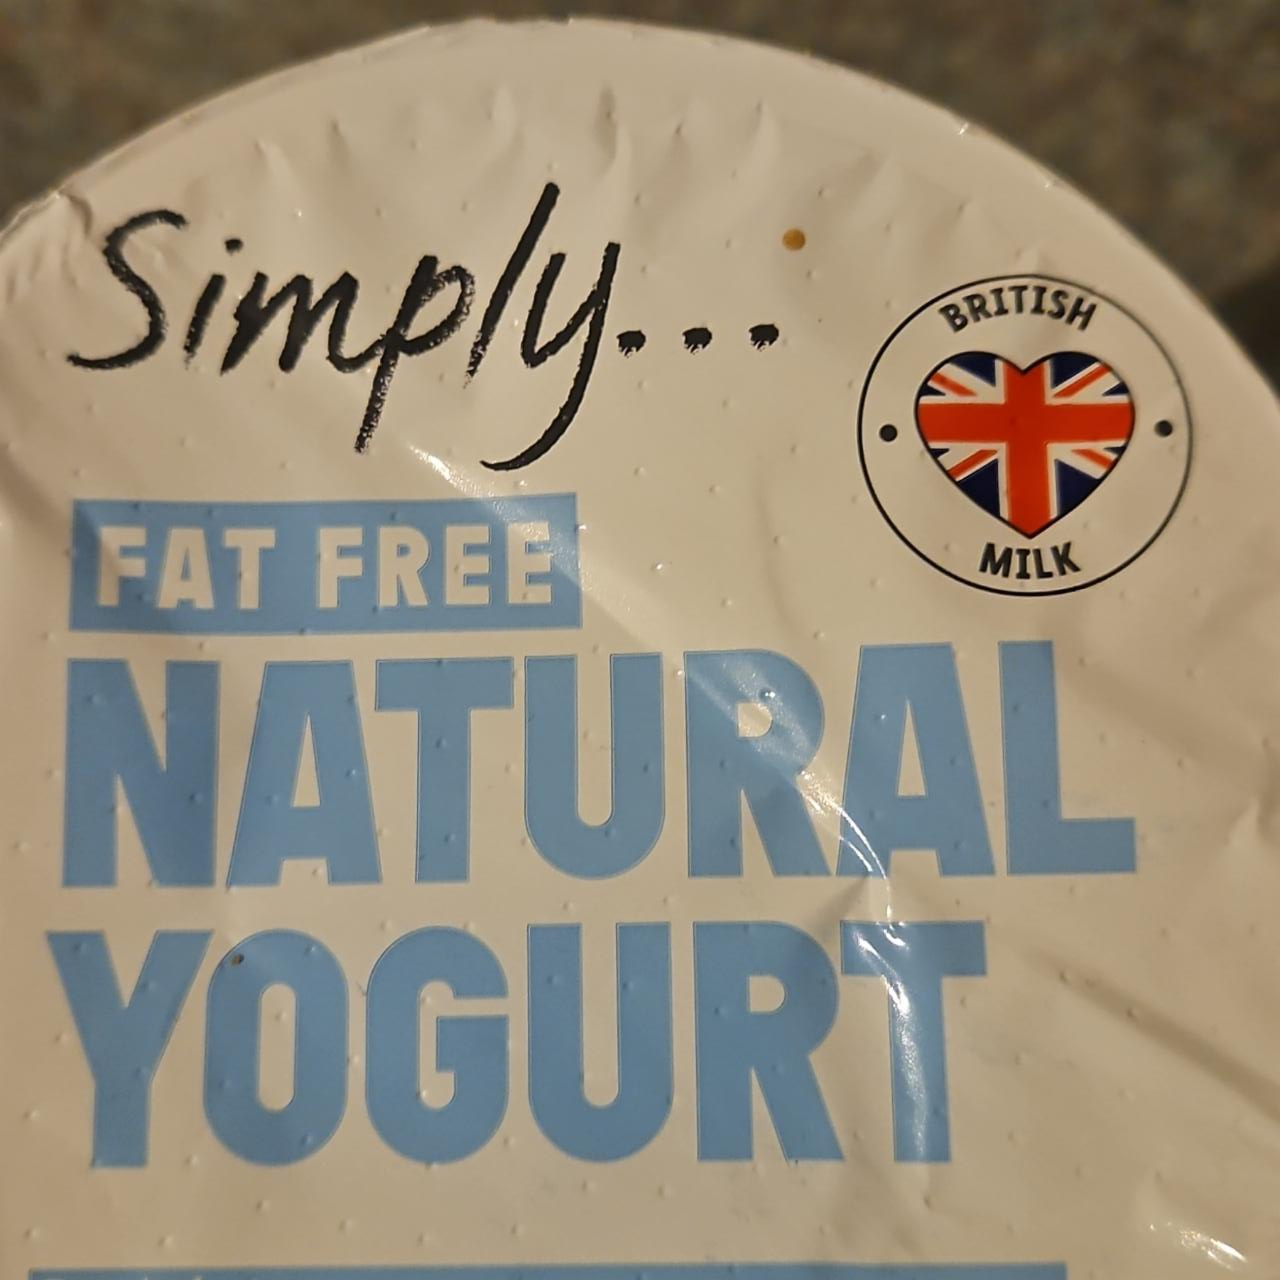 Simply...
BRITISH
MILK
FAT FREE
NATURAL
YOGURT